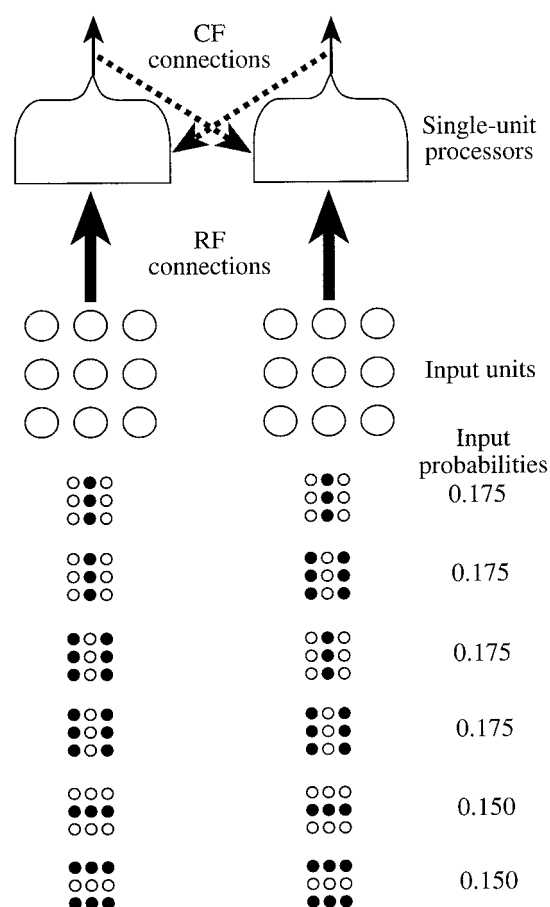 CF
connections
Single-unit
processors
RF
connections
Input units
Input
probabilities
0.175
0.175
0.175
0.175
0.150
0.150